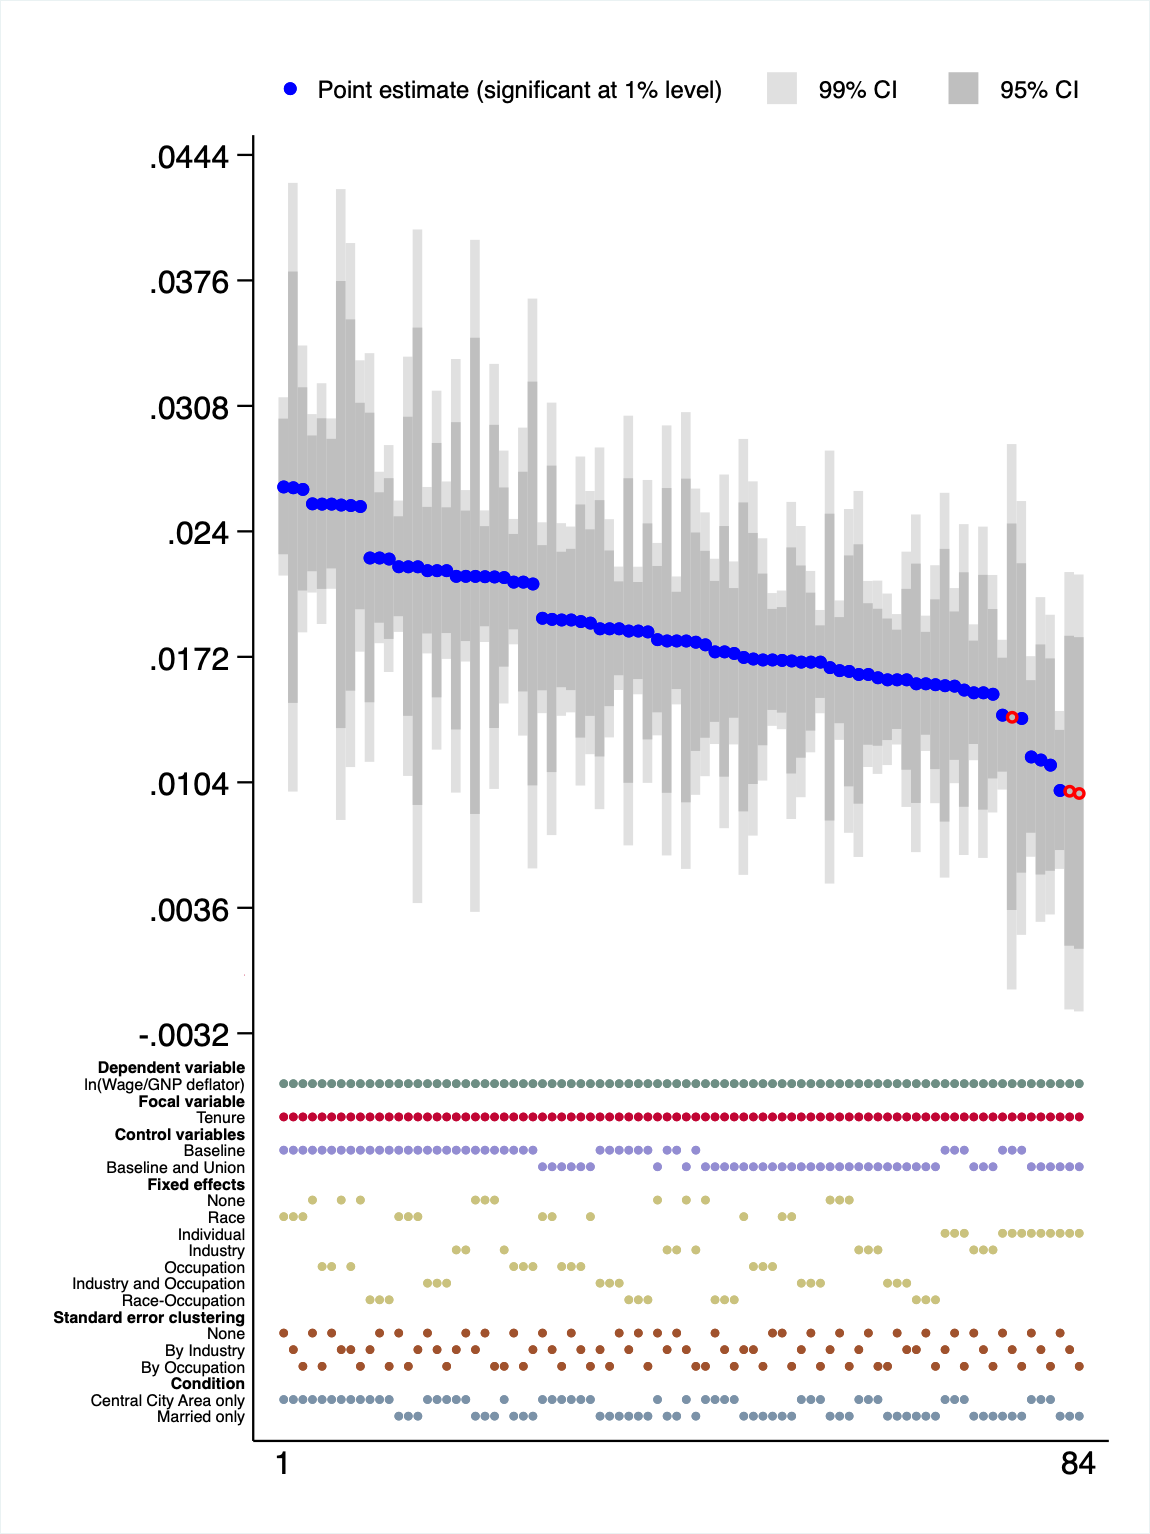 Point estimate (significant at 1% level) 99% CI 95% CI
.0444
.0376
.0308
.024
.0172
.0104
.0036
-.0032
Dependent variable
ln(Wage/GNP deflator)
Focal variable
Tenure
Control variables
Baseline
Baseline and Union
Fixed effects
None
Race
Individual
Industry
Occupation
Industry and Occupation
Race-Occupation
Standard error clustering
None
By Industry
By Occupation
Condition
Central City Area only
Married only
1 84